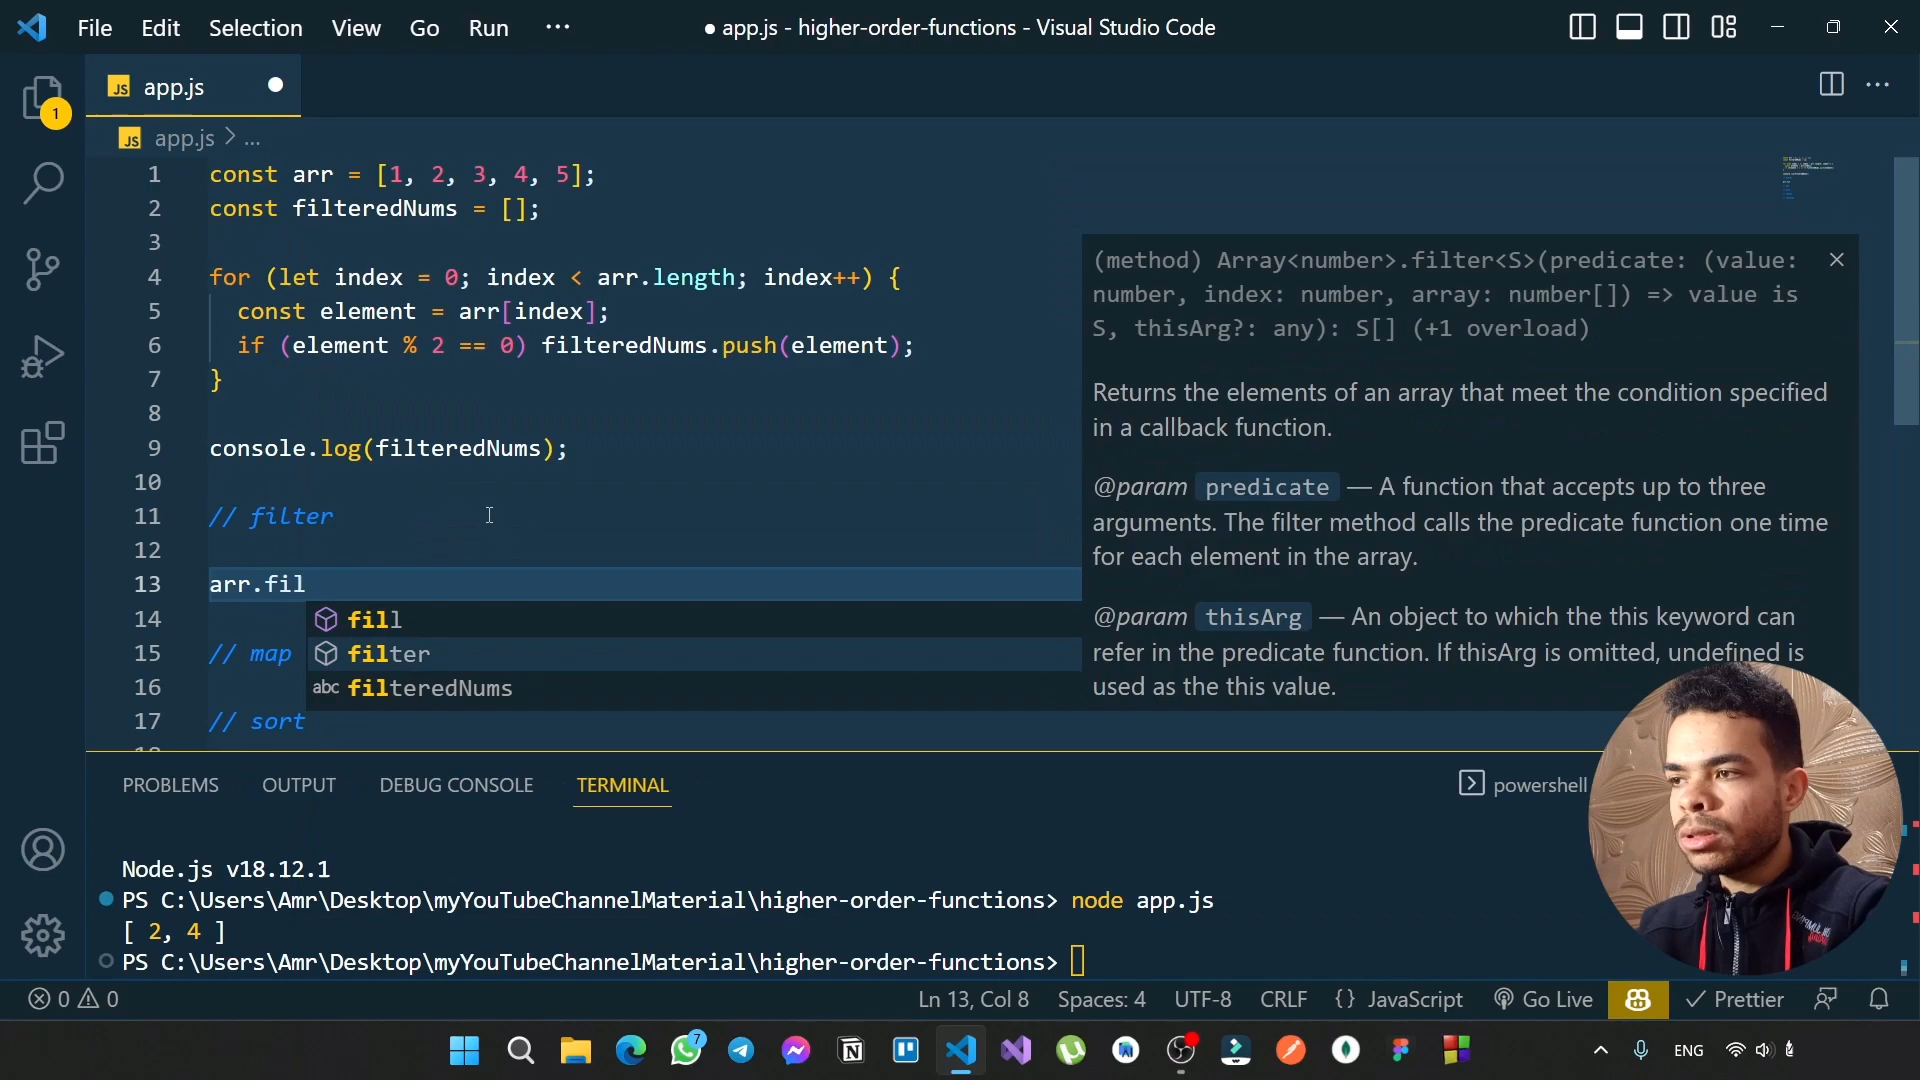 File Edit Selection View Go Run ··· ● app.js - higher-order-functions - Visual Studio Code
JS app.js ●
1
JS app.js > ...
1 const arr = [1, 2, 3, 4, 5];
2 const filteredNums = [];
3
4 for (let index = 0; index < arr.length; index++) {
5 const element = arr[index];
6 if (element % 2 == 0) filteredNums.push(element);
7 }
8
9 console.log(filteredNums);
10
11 // filter
12
13 arr.fil
14 fill
15 // map filter
16 abc filteredNums
17 // sort
(method) Array<number>.filter<S>(predicate: (value:
number, index: number, array: number[]) => value is
S, thisArg?: any): S[] (+1 overload)
Returns the elements of an array that meet the condition specified
in a callback function.
@param predicate — A function that accepts up to three
arguments. The filter method calls the predicate function one time
for each element in the array.
@param thisArg — An object to which the this keyword can
refer in the predicate function. If thisArg is omitted, undefined is
used as the this value.
PROBLEMS OUTPUT DEBUG CONSOLE TERMINAL powershell
Node.js v18.12.1
PS C:\Users\Amr\Desktop\myYouTubeChannelMaterial\higher-order-functions> node app.js
[ 2, 4 ]
PS C:\Users\Amr\Desktop\myYouTubeChannelMaterial\higher-order-functions>
0 0 Ln 13, Col 8 Spaces: 4 UTF-8 CRLF {} JavaScript Go Live Prettier
7 ENG